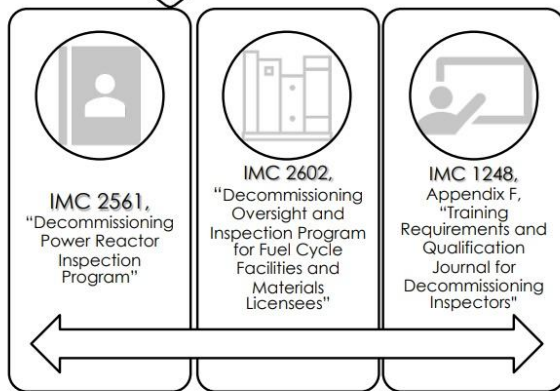 IMC 2561,
“Decommissioning
Power Reactor
Inspection
Program”
IMC 2602,
“Decommissioning
Oversight and
Inspection Program
for Fuel Cycle
Facilities and
Materials
Licensees”
IMC 1248,
Appendix F,
“Training
Requirements and
Qualification
Journal for
Decommissioning
Inspectors"